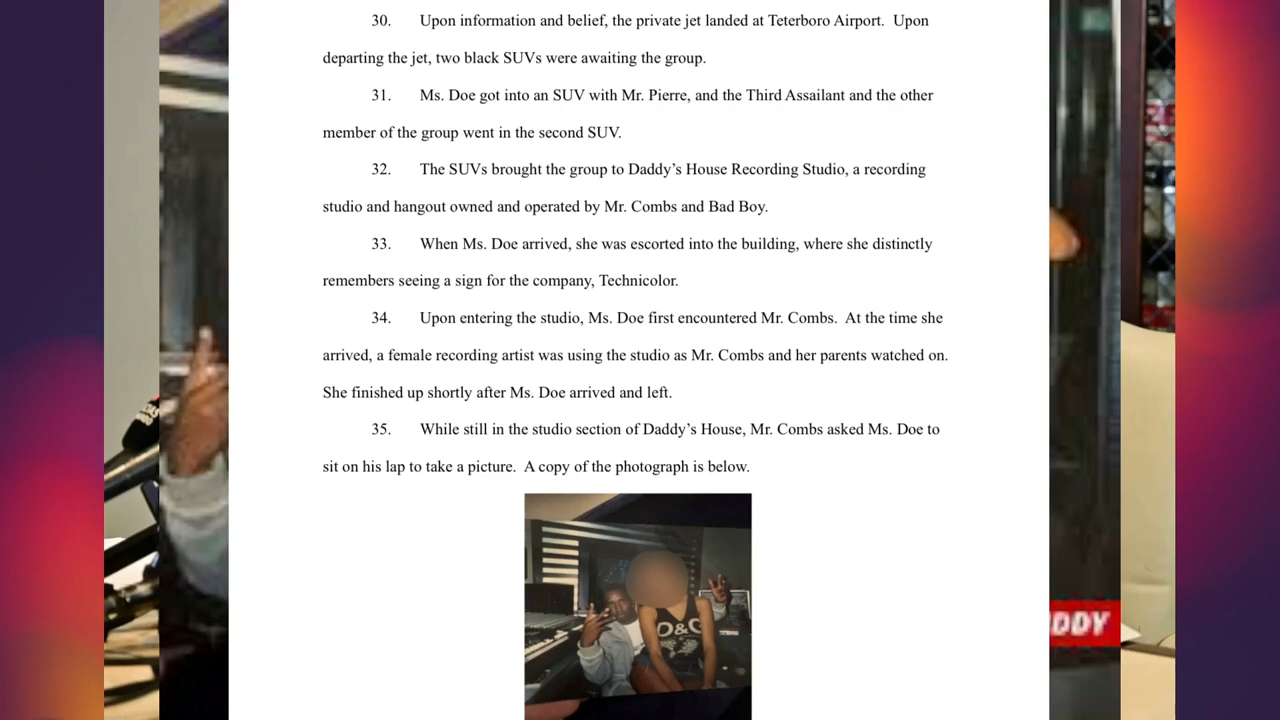 30. Upon information and belief, the private jet landed at Teterboro Airport. Upon
departing the jet, two black SUVs were awaiting the group.
31. Ms. Doe got into an SUV with Mr. Pierre, and the Third Assailant and the other
member of the group went in the second SUV.
32. The SUVs brought the group to Daddy’s House Recording Studio, a recording
studio and hangout owned and operated by Mr. Combs and Bad Boy.
33. When Ms. Doe arrived, she was escorted into the building, where she distinctly
remembers seeing a sign for the company, Technicolor.
34. Upon entering the studio, Ms. Doe first encountered Mr. Combs. At the time she
arrived, a female recording artist was using the studio as Mr. Combs and her parents watched on.
She finished up shortly after Ms. Doe arrived and left.
35. While still in the studio section of Daddy’s House, Mr. Combs asked Ms. Doe to
sit on his lap to take a picture. A copy of the photograph is below.
D&G
DDY